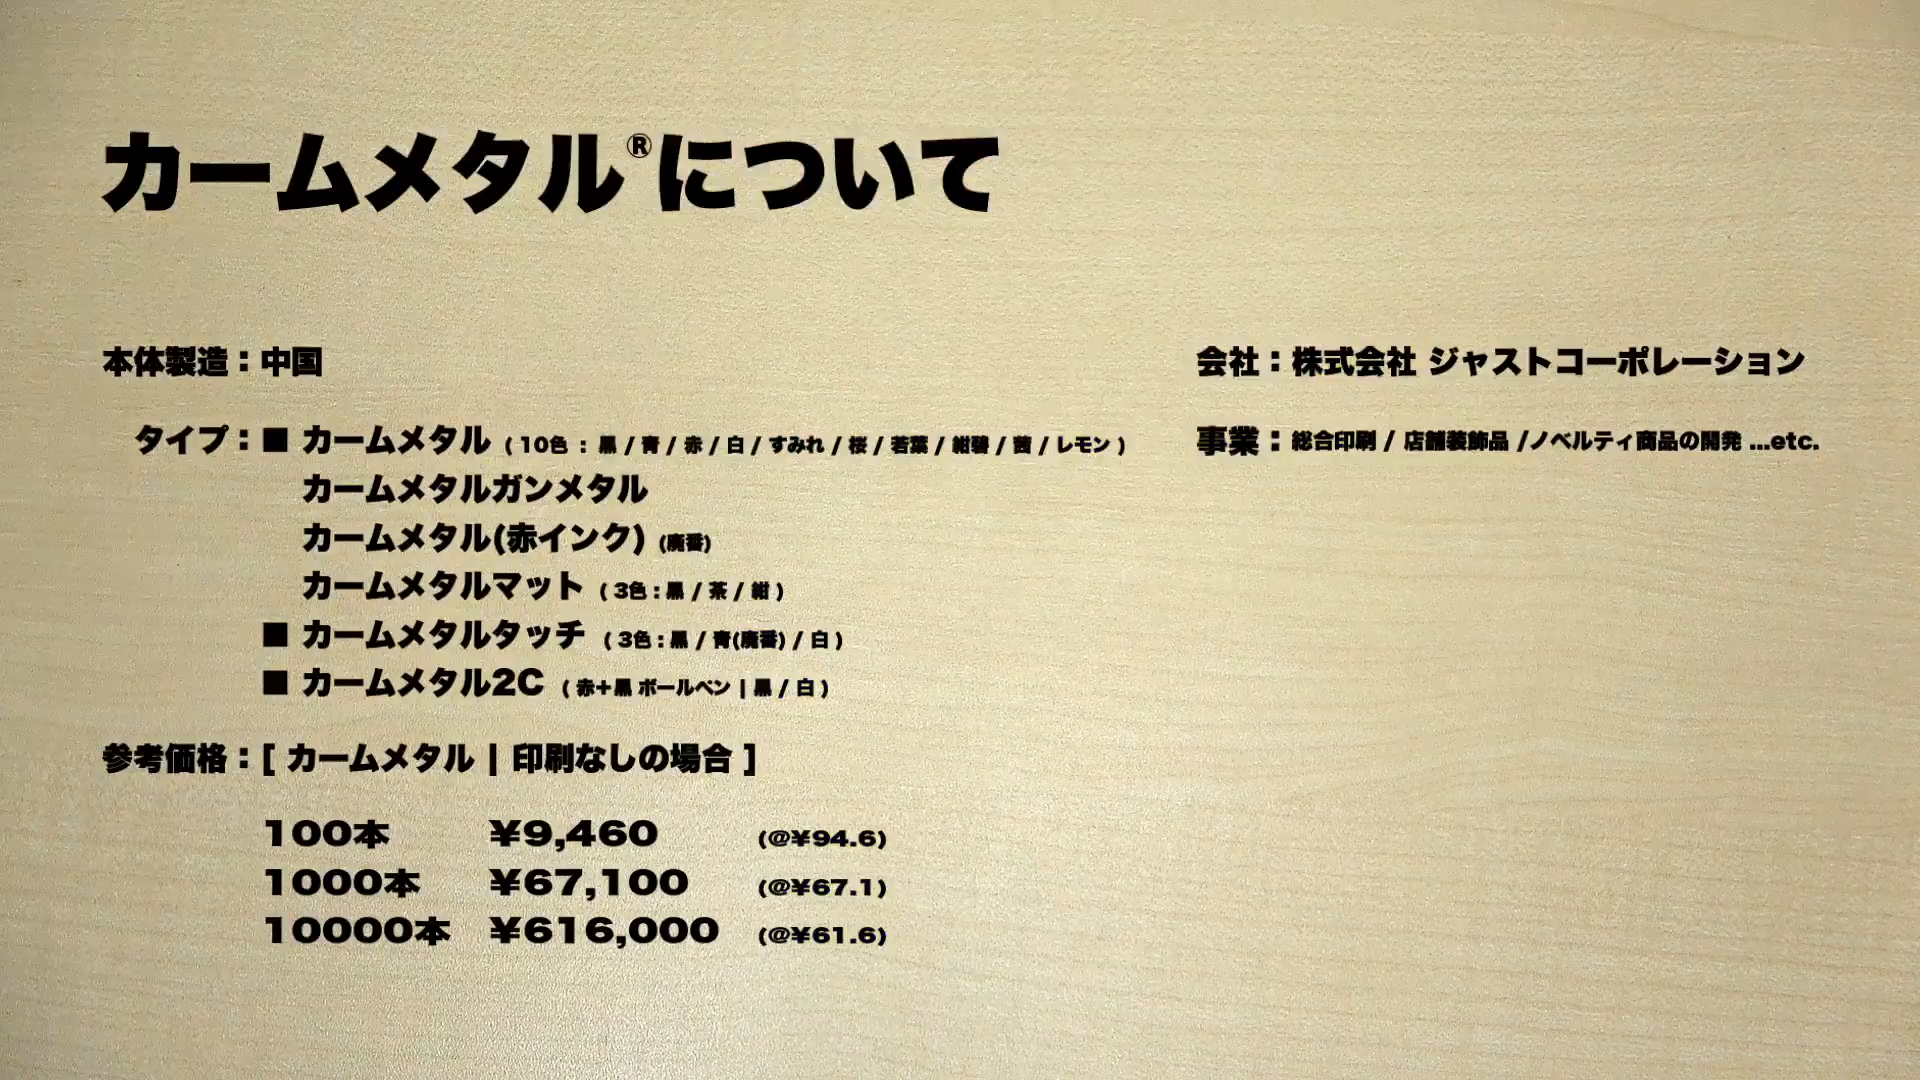 カームメタル®について
本体製造：中国
タイプ：■ カームメタル ( 10色 : 黒 / 青 / 赤 / 白 / すみれ / 桜 / 若葉 / 紺碧 / 茜 / レモン )
カームメタルガンメタル
カームメタル(赤インク) (廃番)
カームメタルマット ( 3色 : 黒 / 茶 / 紺 )
■ カームメタルタッチ ( 3色 : 黒 / 青(廃番) / 白 )
■ カームメタル2C ( 赤+黒 ボールペン | 黒 / 白 )
参考価格：[ カームメタル | 印刷なしの場合 ]
100本 ¥9,460 (@¥94.6)
1000本 ¥67,100 (@¥67.1)
10000本 ¥616,000 (@¥61.6)
会社：株式会社 ジャストコーポレーション
事業：総合印刷 / 店舗装飾品 /ノベルティ商品の開発 ...etc.